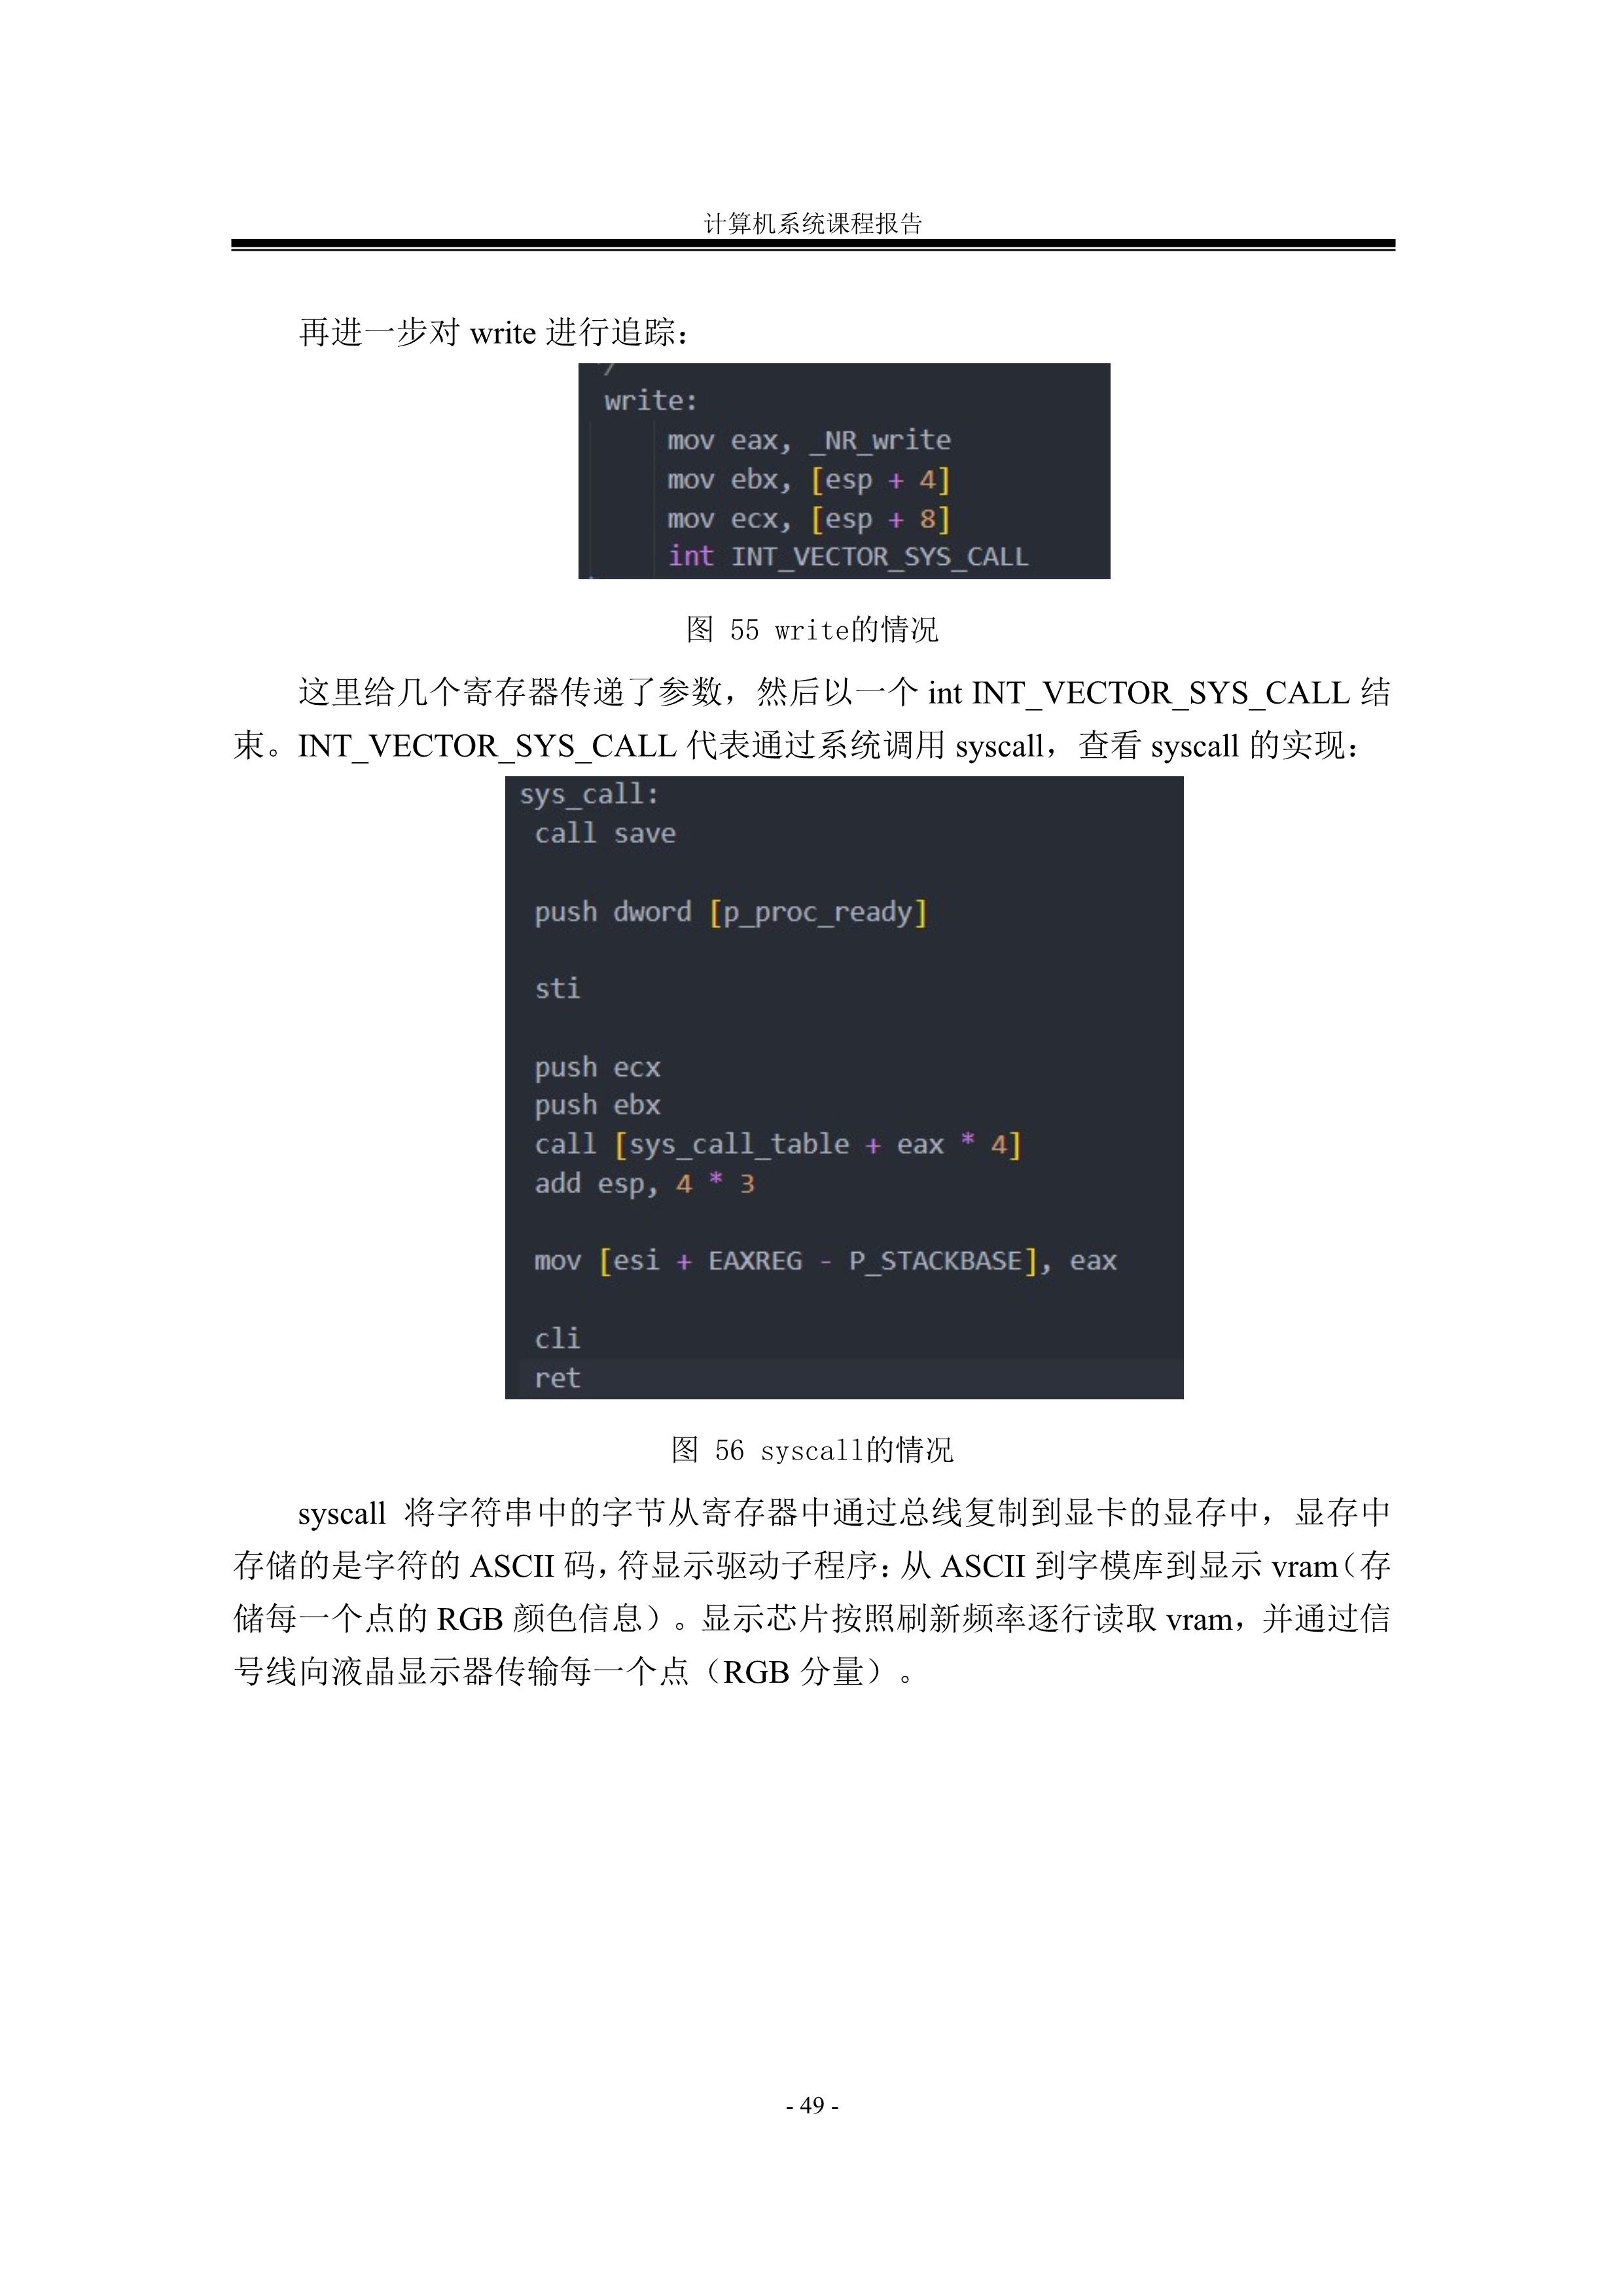 计算机系统课程报告
再进一步对 write 进行追踪：
write:
mov eax, _NR_write
mov ebx, [esp + 4]
mov ecx, [esp + 8]
int INT_VECTOR_SYS_CALL
图 55 write的情况
这里给几个寄存器传递了参数，然后以一个 int INT_VECTOR_SYS_CALL 结
束。INT_VECTOR_SYS_CALL 代表通过系统调用 syscall，查看 syscall 的实现：
sys_call:
call save
push dword [p_proc_ready]
sti
push ecx
push ebx
call [sys_call_table + eax * 4]
add esp, 4 * 3
mov [esi + EAXREG - P_STACKBASE], eax
cli
ret
图 56 syscall的情况
syscall 将字符串中的字节从寄存器中通过总线复制到显卡的显存中，显存中
存储的是字符的 ASCII 码，符显示驱动子程序：从 ASCII 到字模库到显示 vram（存
储每一个点的 RGB 颜色信息）。显示芯片按照刷新频率逐行读取 vram，并通过信
号线向液晶显示器传输每一个点（RGB 分量）。
- 49 -